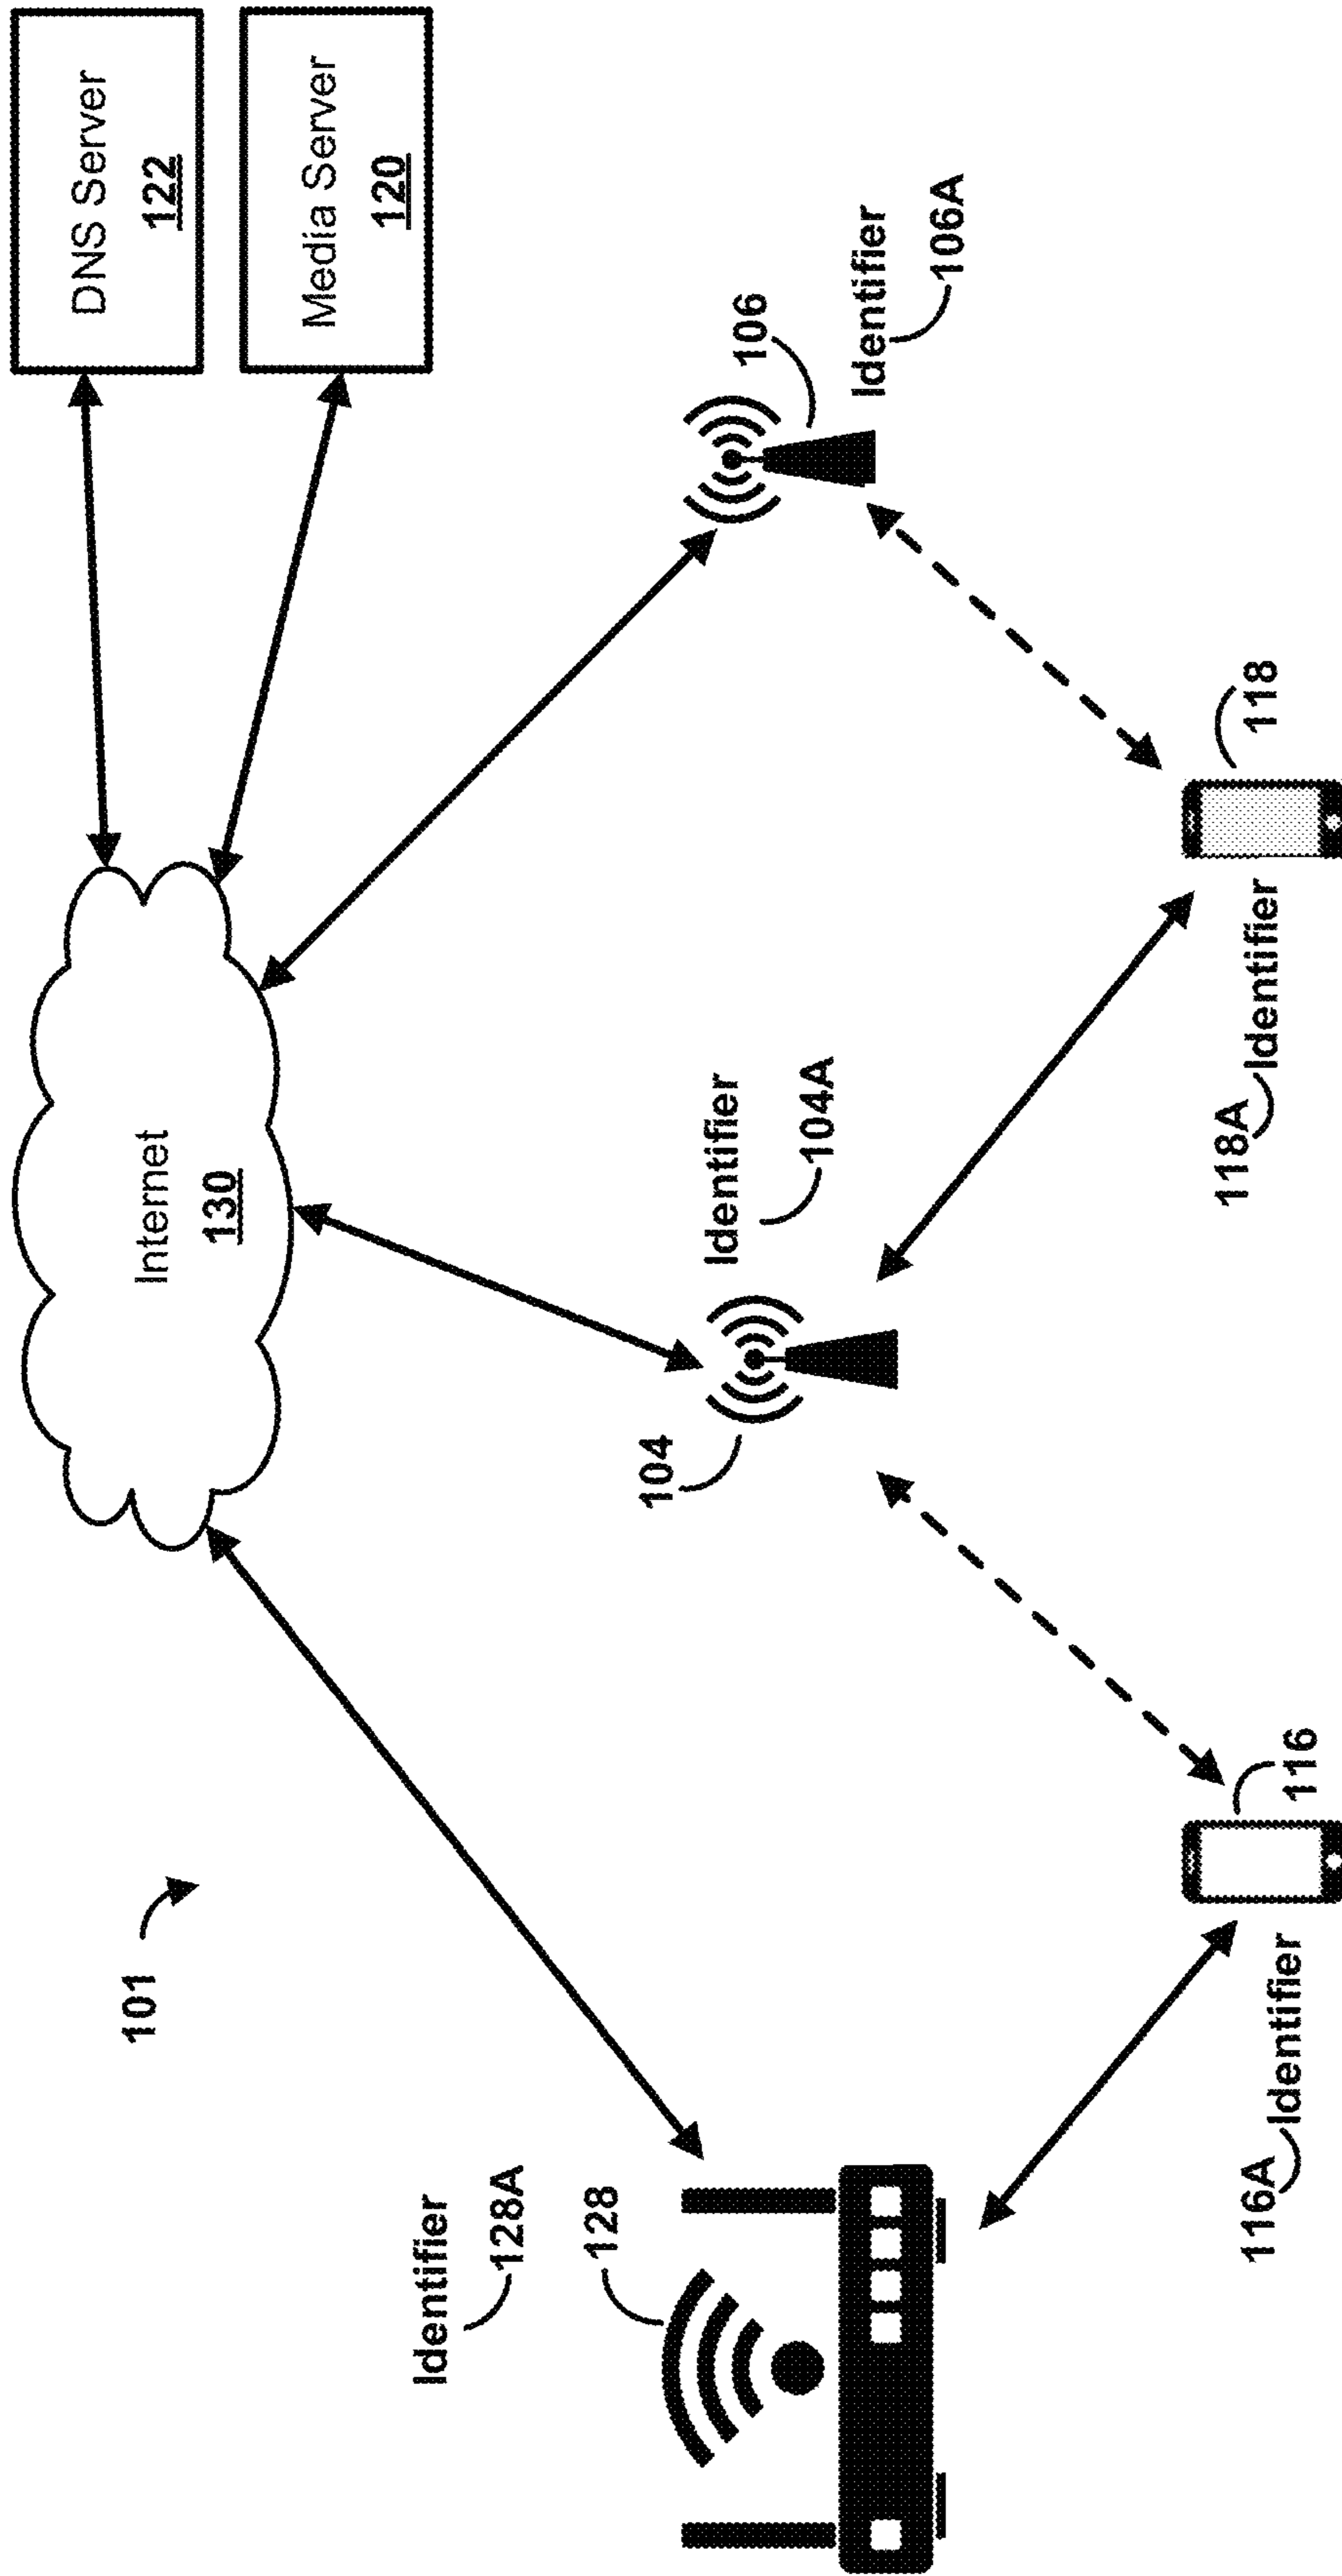 101
Internet
130
DNS Server
122
Media Server
120
Identifier
128A
128
104
Identifier
104A
106
Identifier
106A
116A
Identifier
116
118A
Identifier
118